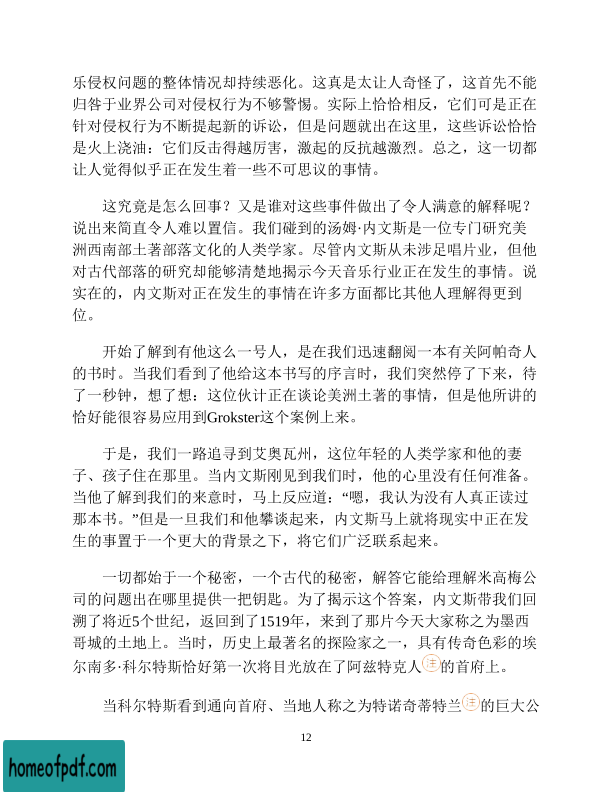 乐侵权问题的整体情况却持续恶化。这真是太让人奇怪了，这首先不能
归咎于业界公司对侵权行为不够警惕。实际上恰恰相反，它们可是正在
针对侵权行为不断提起新的诉讼，但是问题就出在这里，这些诉讼恰恰
是火上浇油：它们反击得越厉害，激起的反抗越激烈。总之，这一切都
让人觉得似乎正在发生着一些不可思议的事情。
这究竟是怎么回事？又是谁对这些事件做出了令人满意的解释呢？
说出来简直令人难以置信。我们碰到的汤姆·内文斯是一位专门研究美
洲西南部土著部落文化的人类学家。尽管内文斯从未涉足唱片业，但他
对古代部落的研究却能够清楚地揭示今天音乐行业正在发生的事情。说
实在的，内文斯对正在发生的事情在许多方面都比其他人理解得更到
位。
开始了解到有他这么一号人，是在我们迅速翻阅一本有关阿帕奇人
的书时。当我们看到了他给这本书写的序言时，我们突然停了下来，待
了一秒钟，想了想：这位伙计正在谈论美洲土著的事情，但是他所讲的
恰好能很容易应用到Grokster这个案例上来。
于是，我们一路追寻到艾奥瓦州，这位年轻的人类学家和他的妻
子、孩子住在那里。当内文斯刚见到我们时，他的心里没有任何准备。
当他了解到我们的来意时，马上反应道：“嗯，我认为没有人真正读过
那本书。”但是一旦我们和他攀谈起来，内文斯马上就将现实中正在发
生的事置于一个更大的背景之下，将它们广泛联系起来。
一切都始于一个秘密，一个古代的秘密，解答它能给理解米高梅公
司的问题出在哪里提供一把钥匙。为了揭示这个答案，内文斯带我们回
溯了将近5个世纪，返回到了1519年，来到了那片今天大家称之为墨西
哥城的土地上。当时，历史上最著名的探险家之一，具有传奇色彩的埃
尔南多·科尔特斯恰好第一次将目光放在了阿兹特克人注的首府上。
当科尔特斯看到通向首府、当地人称之为特诺奇蒂特兰注的巨大公
12
homeofpdf.com